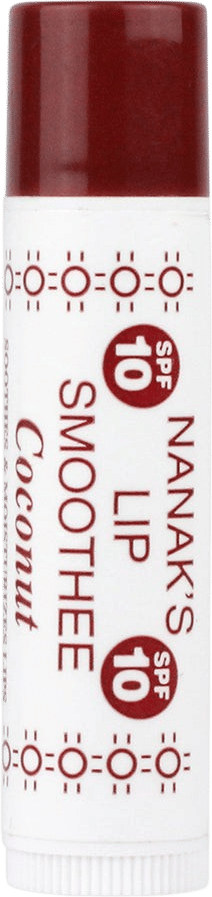 NANAK'S
SPF
10
LIP
SPF
10
SMOOTHEE
Coconut
SOOTHES & MOISTURIZES LIPS